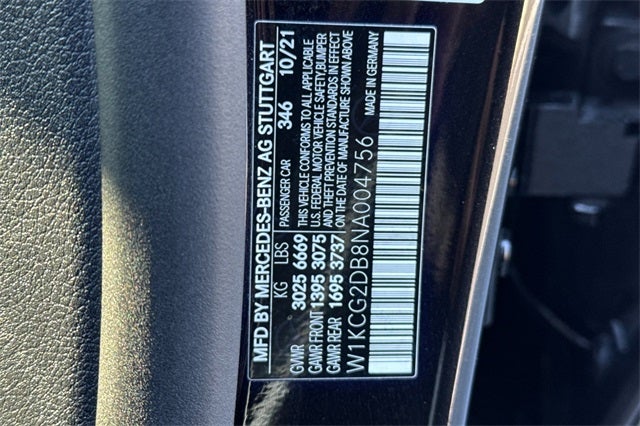 MFD BY MERCEDES-BENZ AG STUTTGART
PASSENGER CAR 346 10/21
KG LBS
GVWR 3025 6669
GAWR FRONT 1395 3075
GAWR REAR 1695 3737
THIS VEHICLE CONFORMS TO ALL APPLICABLE
U.S. FEDERAL MOTOR VEHICLE SAFETY, BUMPER
AND THEFT PREVENTION STANDARDS IN EFFECT
ON THE DATE OF MANUFACTURE SHOWN ABOVE
W1KCG2DB8NA004756
MADE IN GERMANY